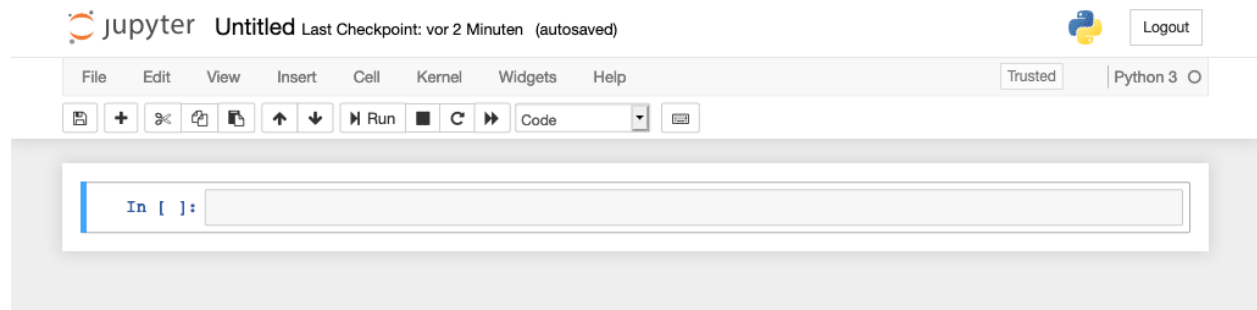 jupyter Untitled Last Checkpoint: vor 2 Minuten (autosaved) Logout
File Edit View Insert Cell Kernel Widgets Help Trusted Python 3
Run Code
In [ ]: